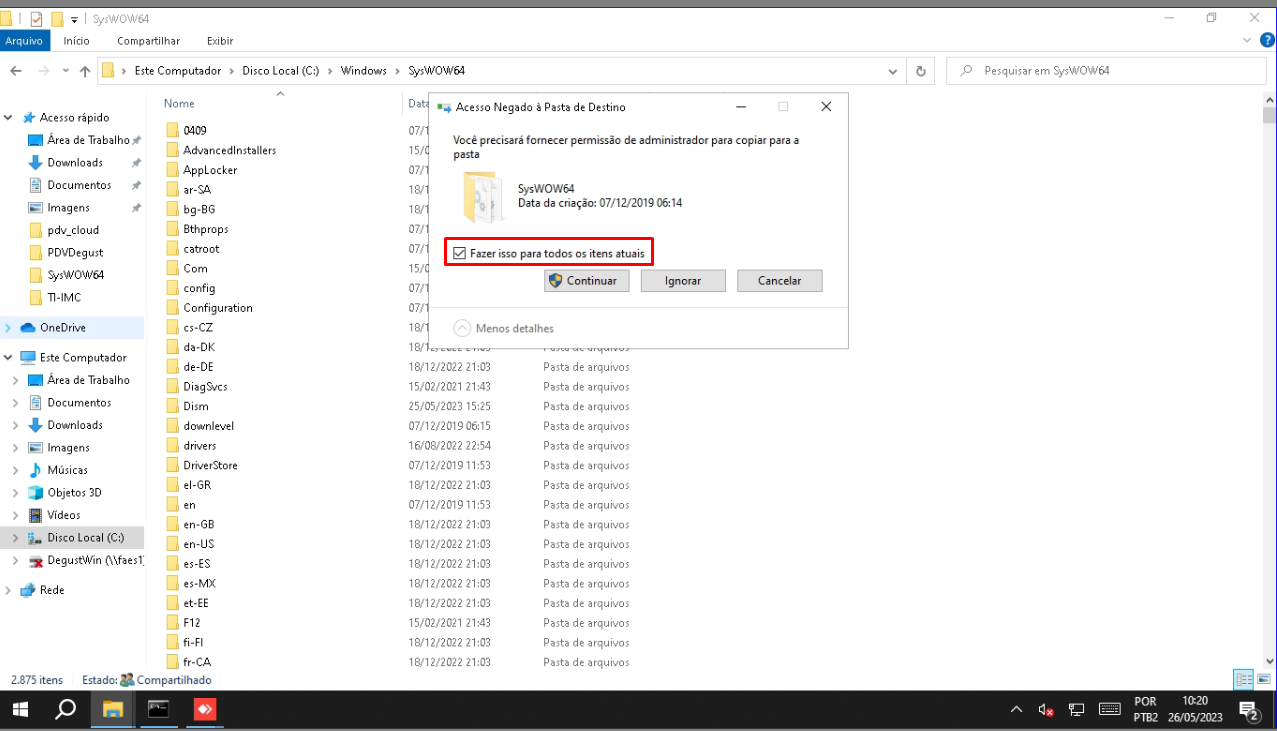 SysWOW64
Arquivo Início Compartilhar Exibir
Este Computador Disco Local (C:) Windows SysWOW64
Pesquisar em SysWOW64
Acesso rápido
Área de Trabalho
Downloads
Documentos
Imagens
pdv_cloud
PDVDegust
SysWOW64
TI-IMC
OneDrive
Este Computador
Área de Trabalho
Documentos
Downloads
Imagens
Músicas
Objetos 3D
Vídeos
Disco Local (C:)
DegustWin (\\faes1
Rede
Nome Data
0409 07/1
AdvancedInstallers 15/0
AppLocker 07/1
ar-SA 18/1
bg-BG 18/1
Bthprops 07/1
catroot 07/1
Com 15/0
config 07/1
Configuration 07/1
cs-CZ 18/1
da-DK 18/12/2022 21:03 Pasta de arquivos
de-DE 18/12/2022 21:03 Pasta de arquivos
DiagSvcs 15/02/2021 21:43 Pasta de arquivos
Dism 25/05/2023 15:25 Pasta de arquivos
downlevel 07/12/2019 06:15 Pasta de arquivos
drivers 16/08/2022 22:54 Pasta de arquivos
DriverStore 07/12/2019 11:53 Pasta de arquivos
el-GR 18/12/2022 21:03 Pasta de arquivos
en 07/12/2019 11:53 Pasta de arquivos
en-GB 18/12/2022 21:03 Pasta de arquivos
en-US 18/12/2022 21:03 Pasta de arquivos
es-ES 18/12/2022 21:03 Pasta de arquivos
es-MX 18/12/2022 21:03 Pasta de arquivos
et-EE 18/12/2022 21:03 Pasta de arquivos
F12 15/02/2021 21:43 Pasta de arquivos
fi-FI 18/12/2022 21:03 Pasta de arquivos
fr-CA 18/12/2022 21:03 Pasta de arquivos
Acesso Negado à Pasta de Destino
Você precisará fornecer permissão de administrador para copiar para a
pasta
SysWOW64
Data da criação: 07/12/2019 06:14
Fazer isso para todos os itens atuais
Continuar Ignorar Cancelar
Menos detalhes
2.875 itens Estado: Compartilhado
POR 10:20
PTB2 26/05/2023
2